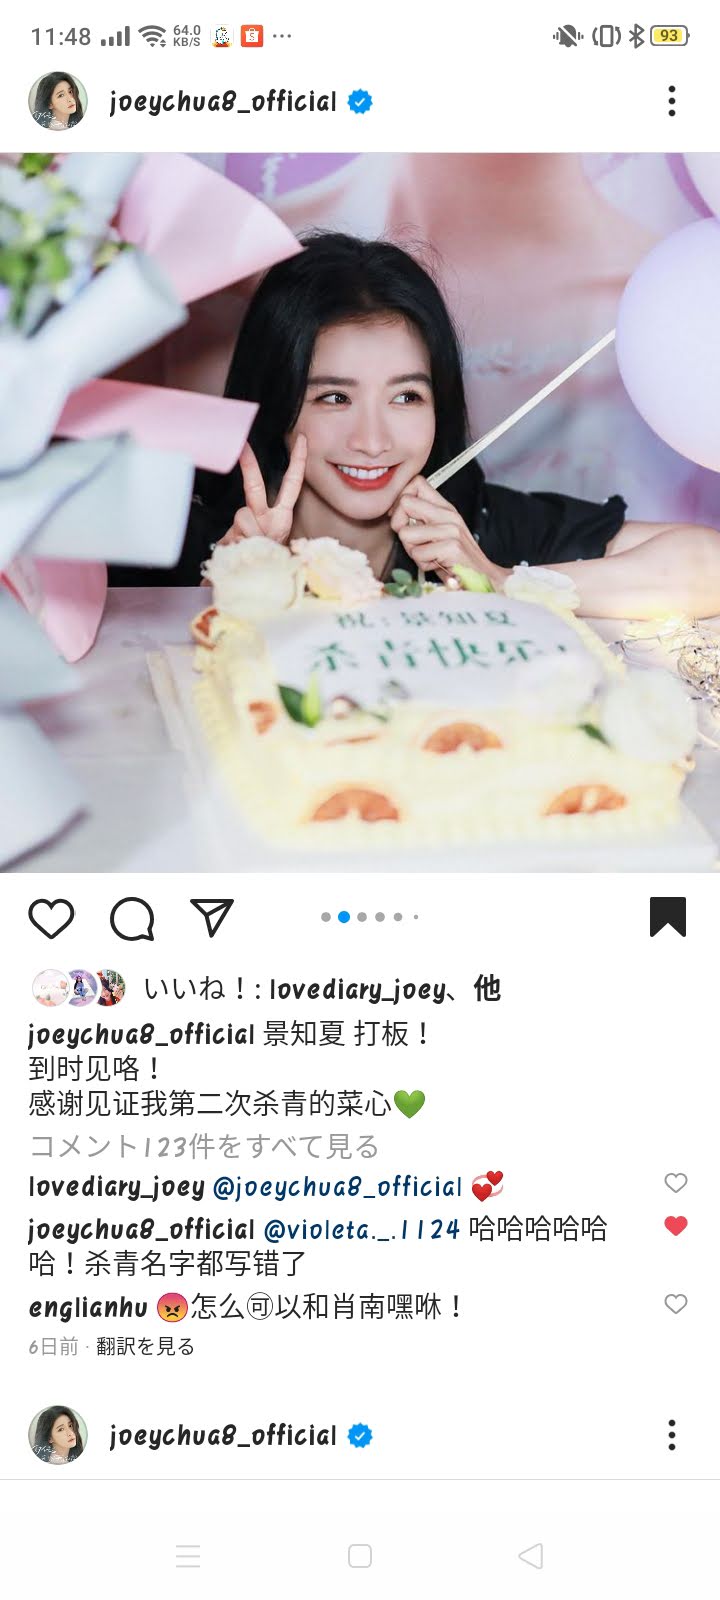 11:48
64.0
KB/S
93
joeychua8_official
祝：景知夏
杀青快乐！
いいね！: lovediary_joey、他
joeychua8_official 景知夏 打板！
到时见咯！
感谢见证我第二次杀青的菜心💚
コメント123件をすべて見る
lovediary_joey @joeychua8_official 💞
joeychua8_official @violeta._.1124 哈哈哈哈哈
哈！杀青名字都写错了
englianhu 😡怎么🉑以和肖南嘿咻！
6日前 · 翻訳を見る
joeychua8_official